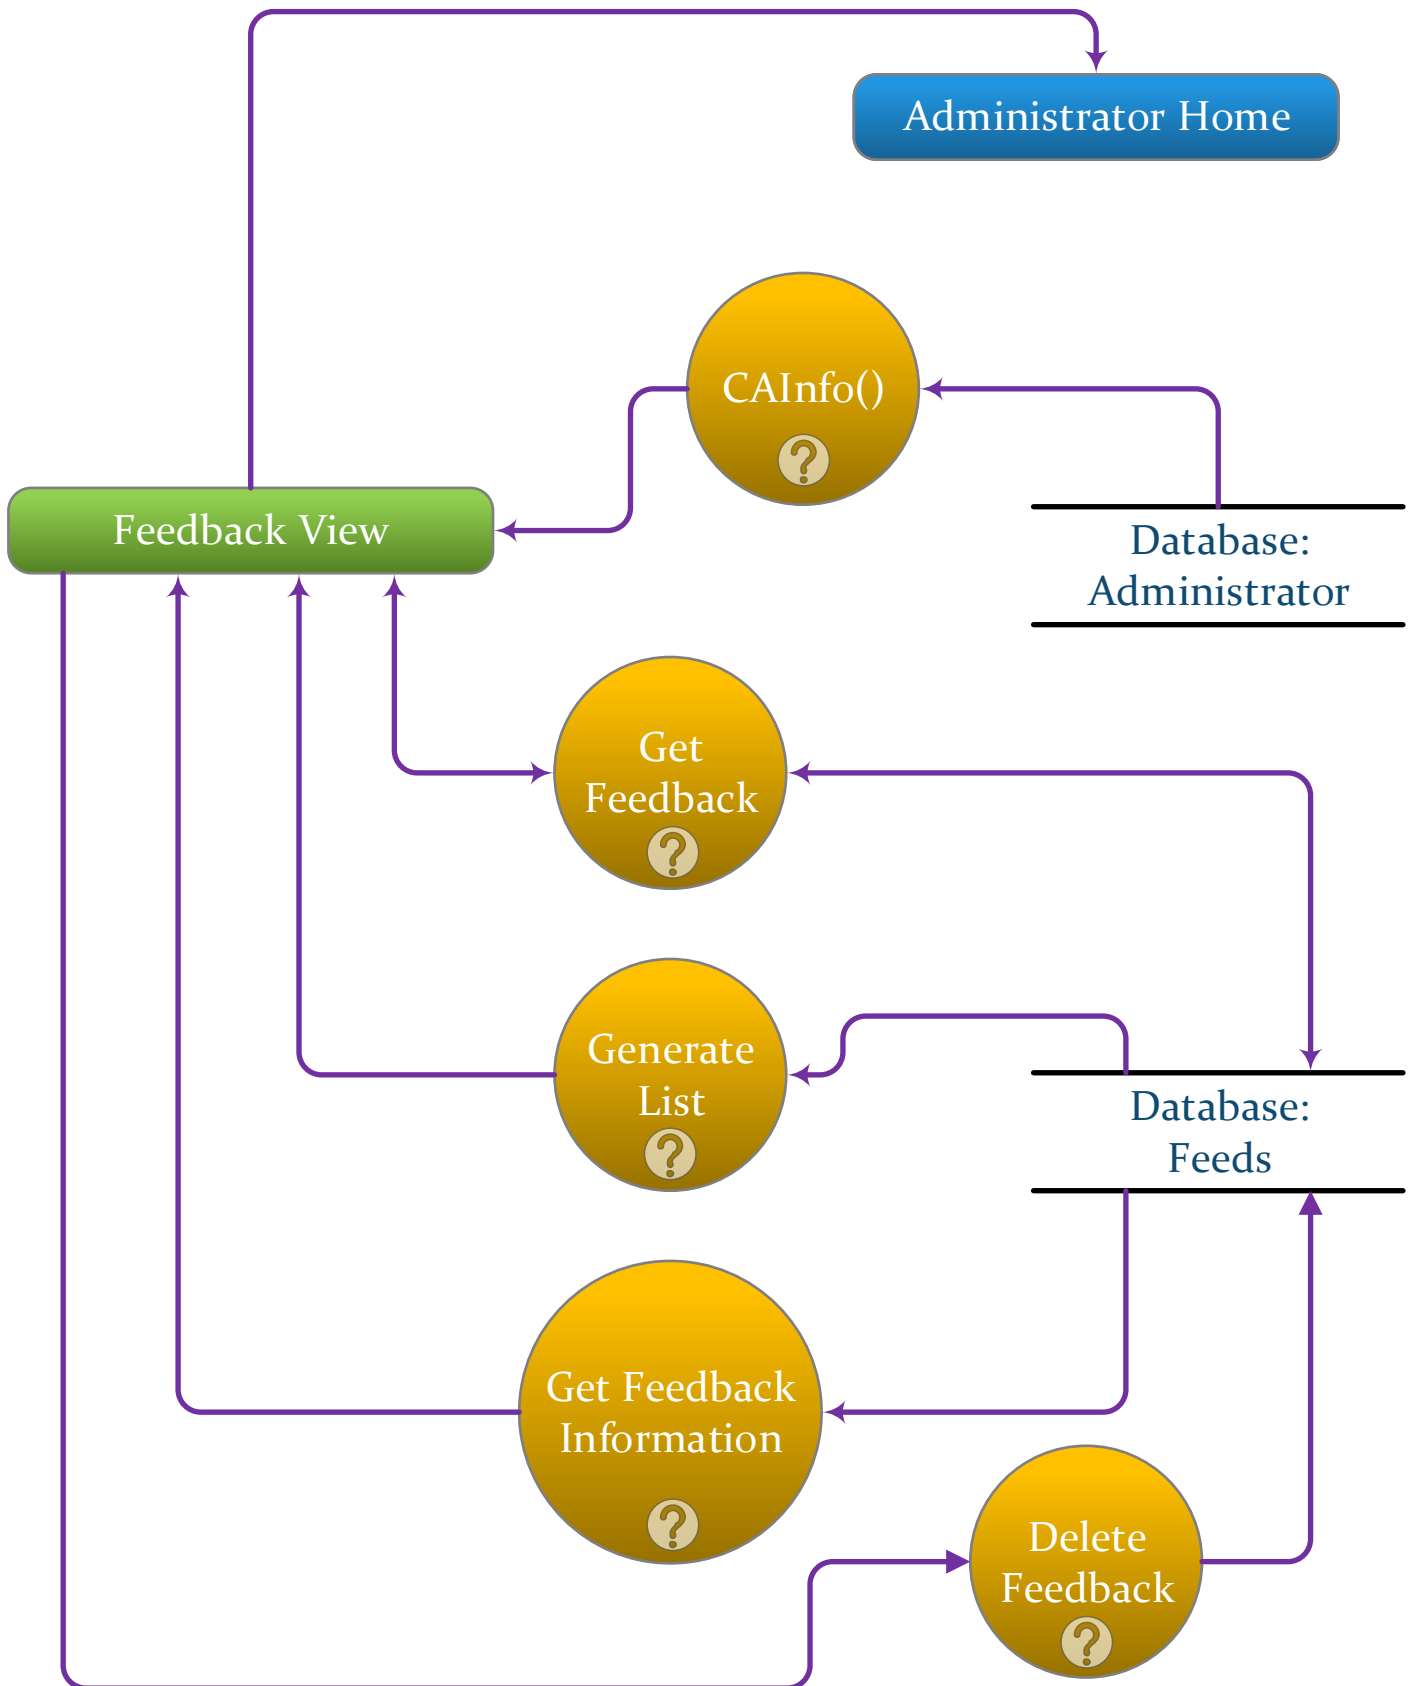 Administrator Home
CAInfo()
?
Feedback View
Database:
Administrator
Get
Feedback
?
Generate
List
?
Database:
Feeds
Get Feedback
Information
?
Delete
Feedback
?